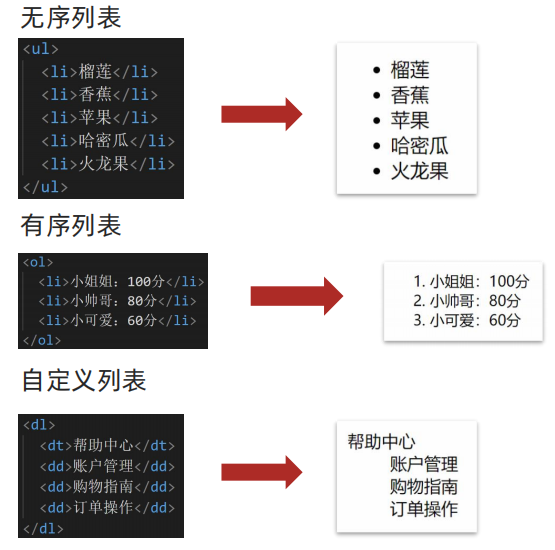 无序列表
<ul>
<li>榴莲</li>
<li>香蕉</li>
<li>苹果</li>
<li>哈密瓜</li>
<li>火龙果</li>
</ul>
• 榴莲
• 香蕉
• 苹果
• 哈密瓜
• 火龙果
有序列表
<ol>
<li>小姐姐：100分</li>
<li>小帅哥：80分</li>
<li>小可爱：60分</li>
</ol>
1. 小姐姐：100分
2. 小帅哥：80分
3. 小可爱：60分
自定义列表
<dl>
<dt>帮助中心</dt>
<dd>账户管理</dd>
<dd>购物指南</dd>
<dd>订单操作</dd>
</dl>
帮助中心
账户管理
购物指南
订单操作